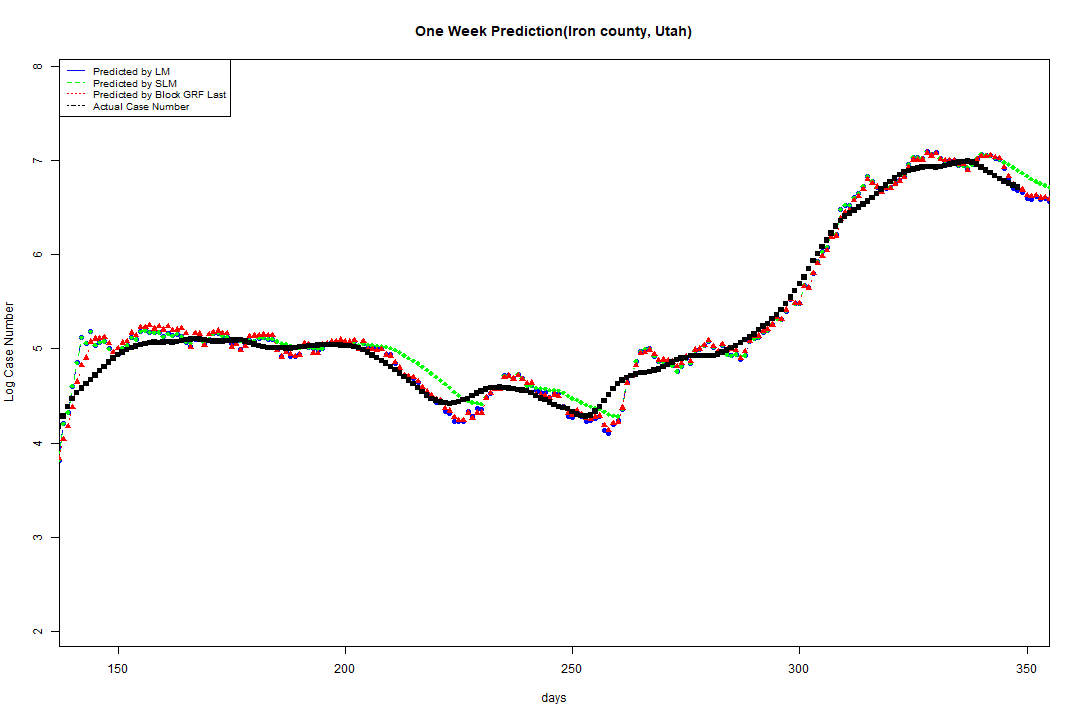 One Week Prediction(Iron county, Utah)
Predicted by LM
Predicted by SLM
Predicted by Block GRF Last
Actual Case Number
8
7
6
5
4
3
2
Log Case Number
150 200 250 300 350
days